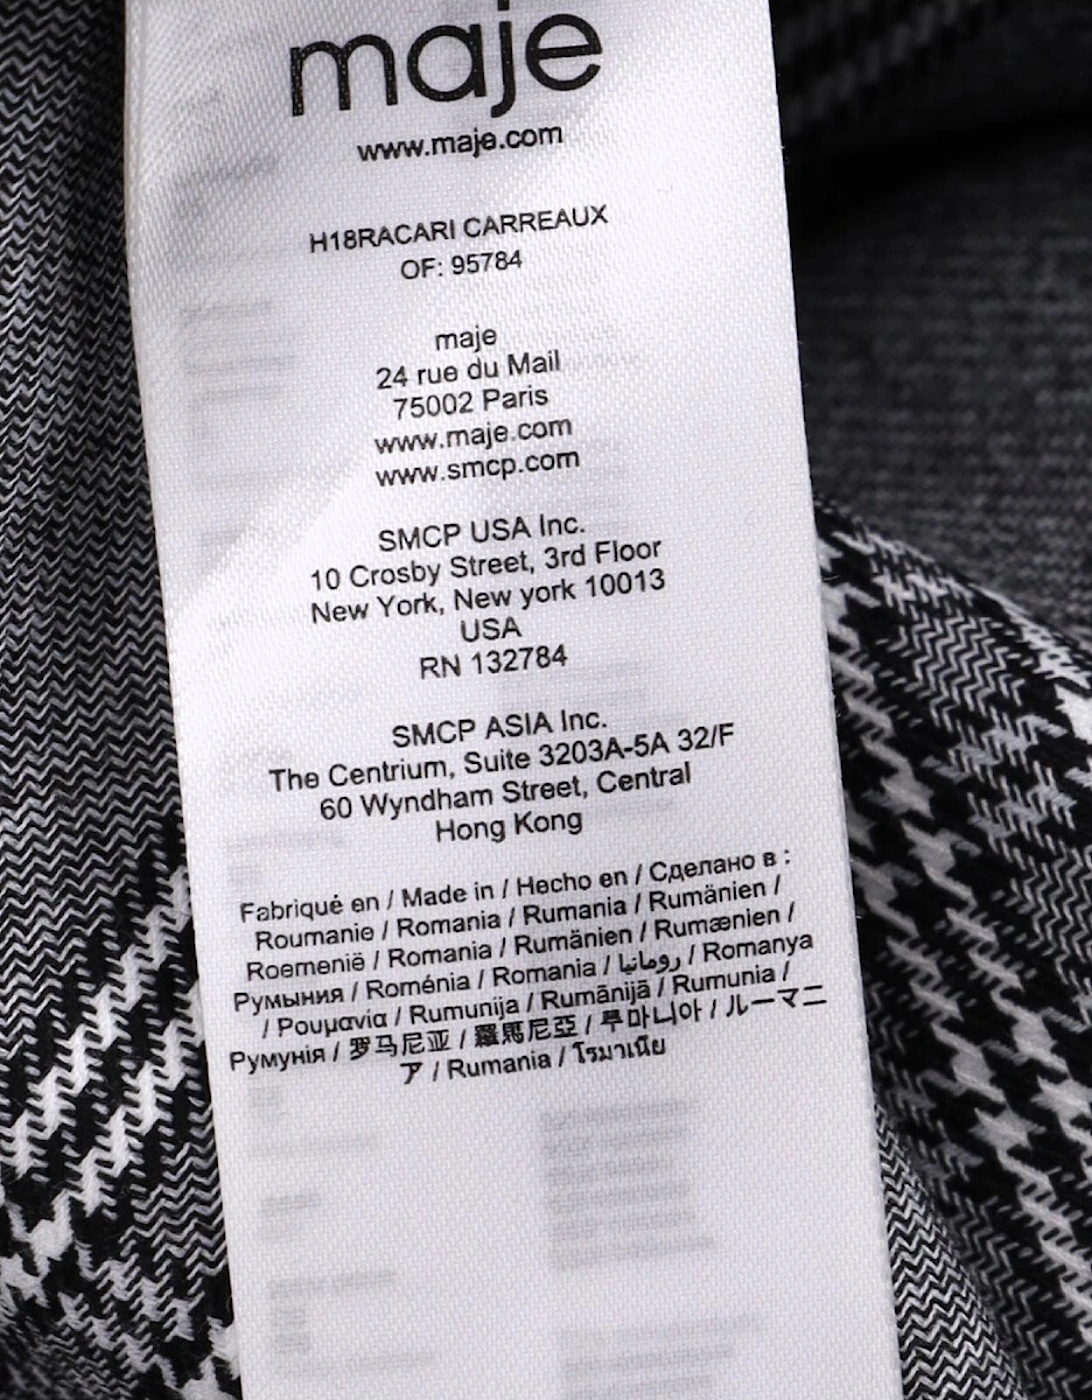 maje
www.maje.com
H18RACARI CARREAUX
OF: 95784
maje
24 rue du Mail
75002 Paris
www.maje.com
www.smcp.com
SMCP USA Inc.
10 Crosby Street, 3rd Floor
New York, New york 10013
USA
RN 132784
SMCP ASIA Inc.
The Centrium, Suite 3203A-5A 32/F
60 Wyndham Street, Central
Hong Kong
Fabriqué en / Made in / Hecho en / Сделано в :
Roumanie / Romania / Rumania / Rumänien /
Roemenië / Romania / Rumänien / Rumænien /
Румыния / Roménia / Romania / رومانيا / Romanya
/ Ρουμανία / Rumunija / Rumānijā / Rumunia /
Румунія / 罗马尼亚 / 羅馬尼亞 / 루마니아 / ルーマニ
ア / Rumania / โรมาเนีย